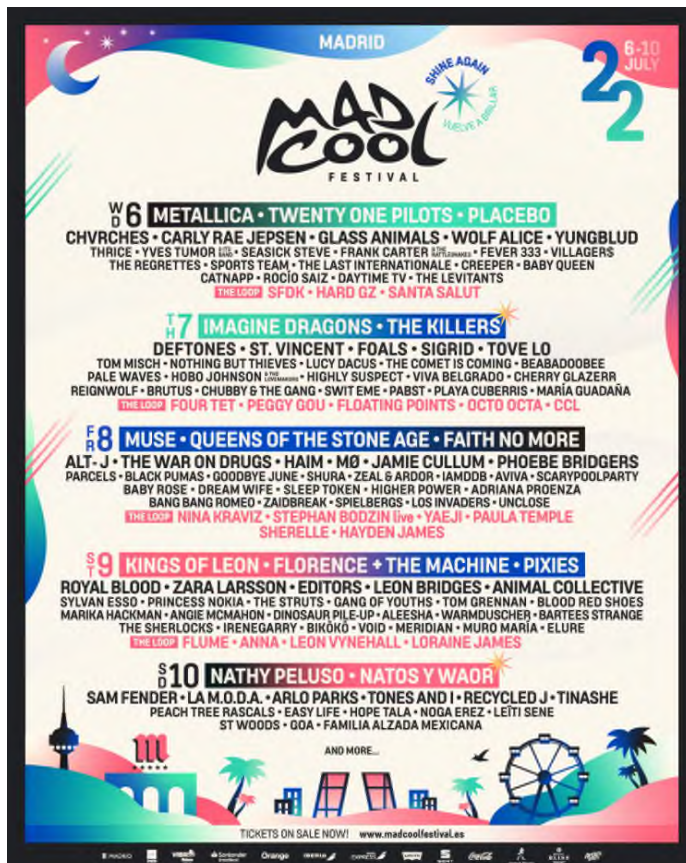 MADRID
6-10
JULY
22
SHINE AGAIN
VUELVE A BRILLAR
MAD
COOL
FESTIVAL
WD 6 METALLICA • TWENTY ONE PILOTS • PLACEBO
CHVRCHES • CARLY RAE JEPSEN • GLASS ANIMALS • WOLF ALICE • YUNGBLUD
THRICE • YVES TUMOR • SEASICK STEVE • FRANK CARTER & THE RATTLESNAKES • FEVER 333 • VILLAGERS
THE REGRETTES • SPORTS TEAM • THE LAST INTERNATIONALE • CREEPER • BABY QUEEN
CATNAPP • ROCÍO SAIZ • DAYTIME TV • THE LEVITANTS
THE LOOP SFDK • HARD GZ • SANTA SALUT
TH 7 IMAGINE DRAGONS • THE KILLERS
DEFTONES • ST. VINCENT • FOALS • SIGRID • TOVE LO
TOM MISCH • NOTHING BUT THIEVES • LUCY DACUS • THE COMET IS COMING • BEABADOOBEE
PALE WAVES • HOBO JOHNSON & THE LOVEMAKERS • HIGHLY SUSPECT • VIVA BELGRADO • CHERRY GLAZERR
REIGNWOLF • BRUTUS • CHUBBY & THE GANG • SWIT EME • PABST • PLAYA CUBERRIS • MARÍA GUADAÑA
THE LOOP FOUR TET • PEGGY GOU • FLOATING POINTS • OCTO OCTA • CCL
FR 8 MUSE • QUEENS OF THE STONE AGE • FAITH NO MORE
ALT-J • THE WAR ON DRUGS • HAIM • MØ • JAMIE CULLUM • PHOEBE BRIDGERS
PARCELS • BLACK PUMAS • GOODBYE JUNE • SHURA • ZEAL & ARDOR • IAMDDB • AVIVA • SCARYPOOLPARTY
BABY ROSE • DREAM WIFE • SLEEP TOKEN • HIGHER POWER • ADRIANA PROENZA
BANG BANG ROMEO • ZAIDBREAK • SPIELBERGS • LOS INVADERS • UNCLOSE
THE LOOP NINA KRAVIZ • STEPHAN BODZIN live • YAEJI • PAULA TEMPLE
SHERELLE • HAYDEN JAMES
ST 9 KINGS OF LEON • FLORENCE + THE MACHINE • PIXIES
ROYAL BLOOD • ZARA LARSSON • EDITORS • LEON BRIDGES • ANIMAL COLLECTIVE
SYLVAN ESSO • PRINCESS NOKIA • THE STRUTS • GANG OF YOUTHS • TOM GRENNAN • BLOOD RED SHOES
MARIKA HACKMAN • ANGIE MCMAHON • DINOSAUR PILE-UP • ALEESHA • WARMDUSCHER • BARTEES STRANGE
THE SHERLOCKS • IRENEGARRY • BIKÔKÔ • VOID • MERIDIAN • MURO MARÍA • ELURE
THE LOOP FLUME • ANNA • LEON VYNEHALL • LORAINE JAMES
SD 10 NATHY PELUSO • NATOS Y WAOR
SAM FENDER • LA M.O.D.A. • ARLO PARKS • TONES AND I • RECYCLED J • TINASHE
PEACH TREE RASCALS • EASY LIFE • HOPE TALA • NOGA EREZ • LEÏTI SENE
ST WOODS • GOA • FAMILIA ALZADA MEXICANA
AND MORE...
TICKETS ON SALE NOW! www.madcoolfestival.es
Santander Orange IBERIA Coca-Cola